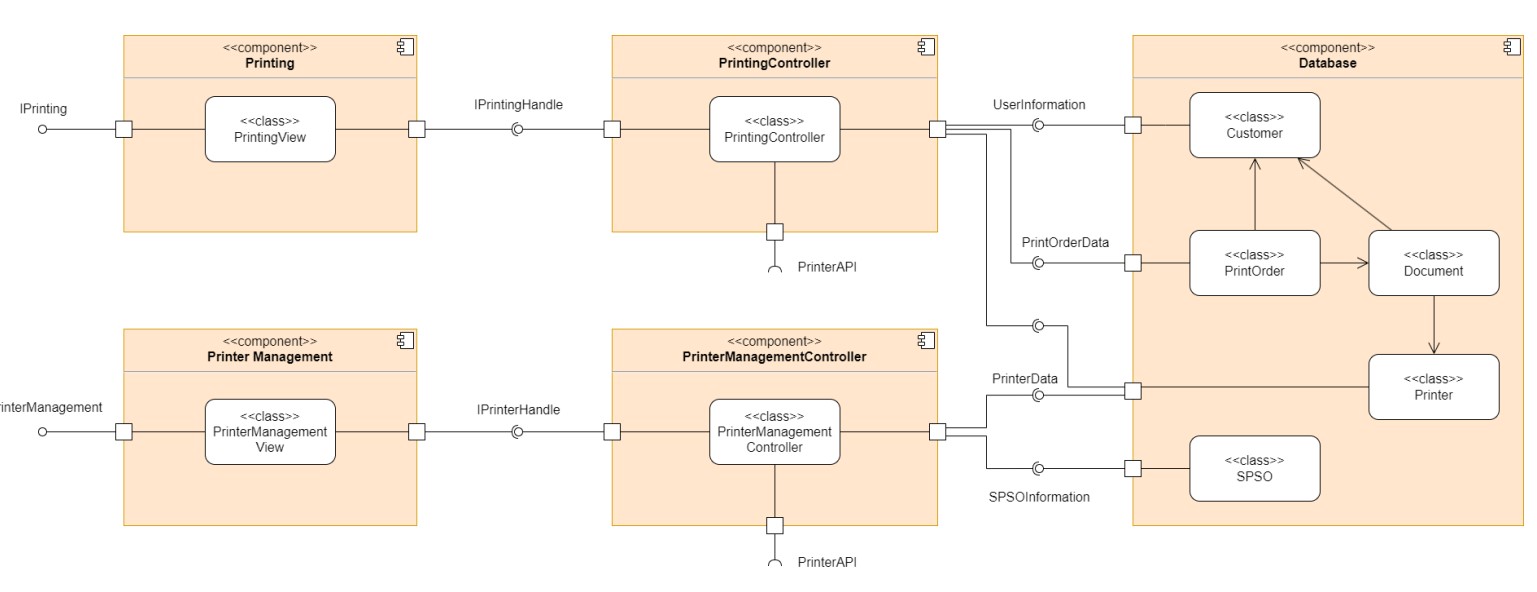 <<component>>
Printing
<<component>>
PrintingController
<<component>>
Database
IPrinting
<<class>>
PrintingView
IPrintingHandle
<<class>>
PrintingController
UserInformation
<<class>>
Customer
PrinterAPI
PrintOrderData
<<class>>
PrintOrder
<<class>>
Document
<<component>>
Printer Management
<<component>>
PrinterManagementController
PrinterData
<<class>>
Printer
rinterManagement
<<class>>
PrinterManagement
View
IPrinterHandle
<<class>>
PrinterManagement
Controller
<<class>>
SPSO
SPSOInformation
PrinterAPI